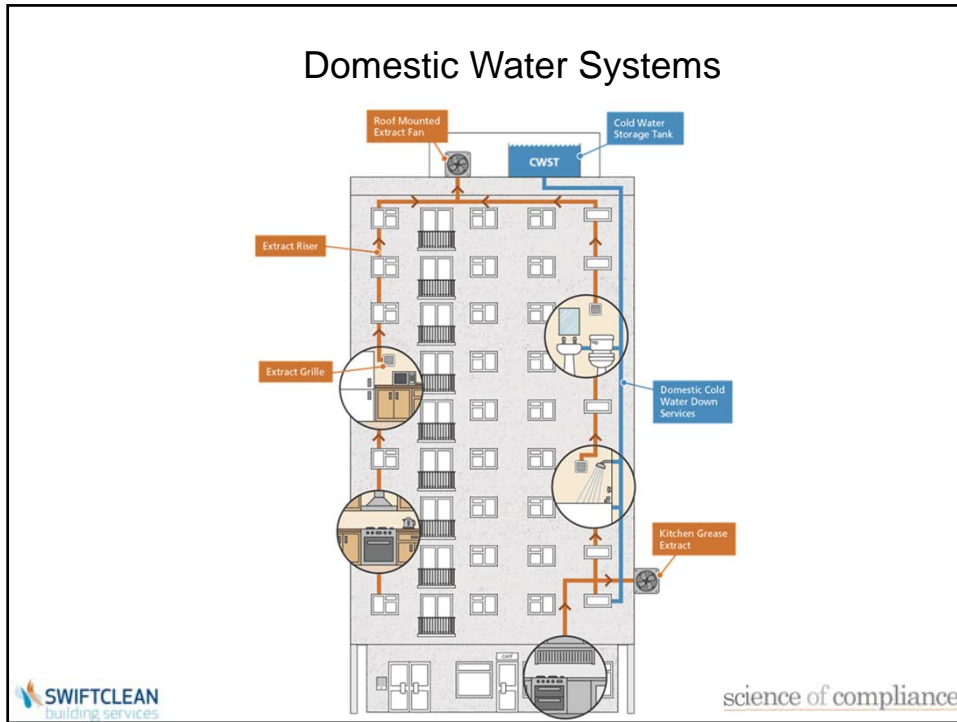 Domestic Water Systems
Roof Mounted
Extract Fan
Cold Water
Storage Tank
CWST
Extract Riser
Extract Grille
Domestic Cold
Water Down
Services
Kitchen Grease
Extract
CAFE
SWIFTCLEAN
building services
science of compliance